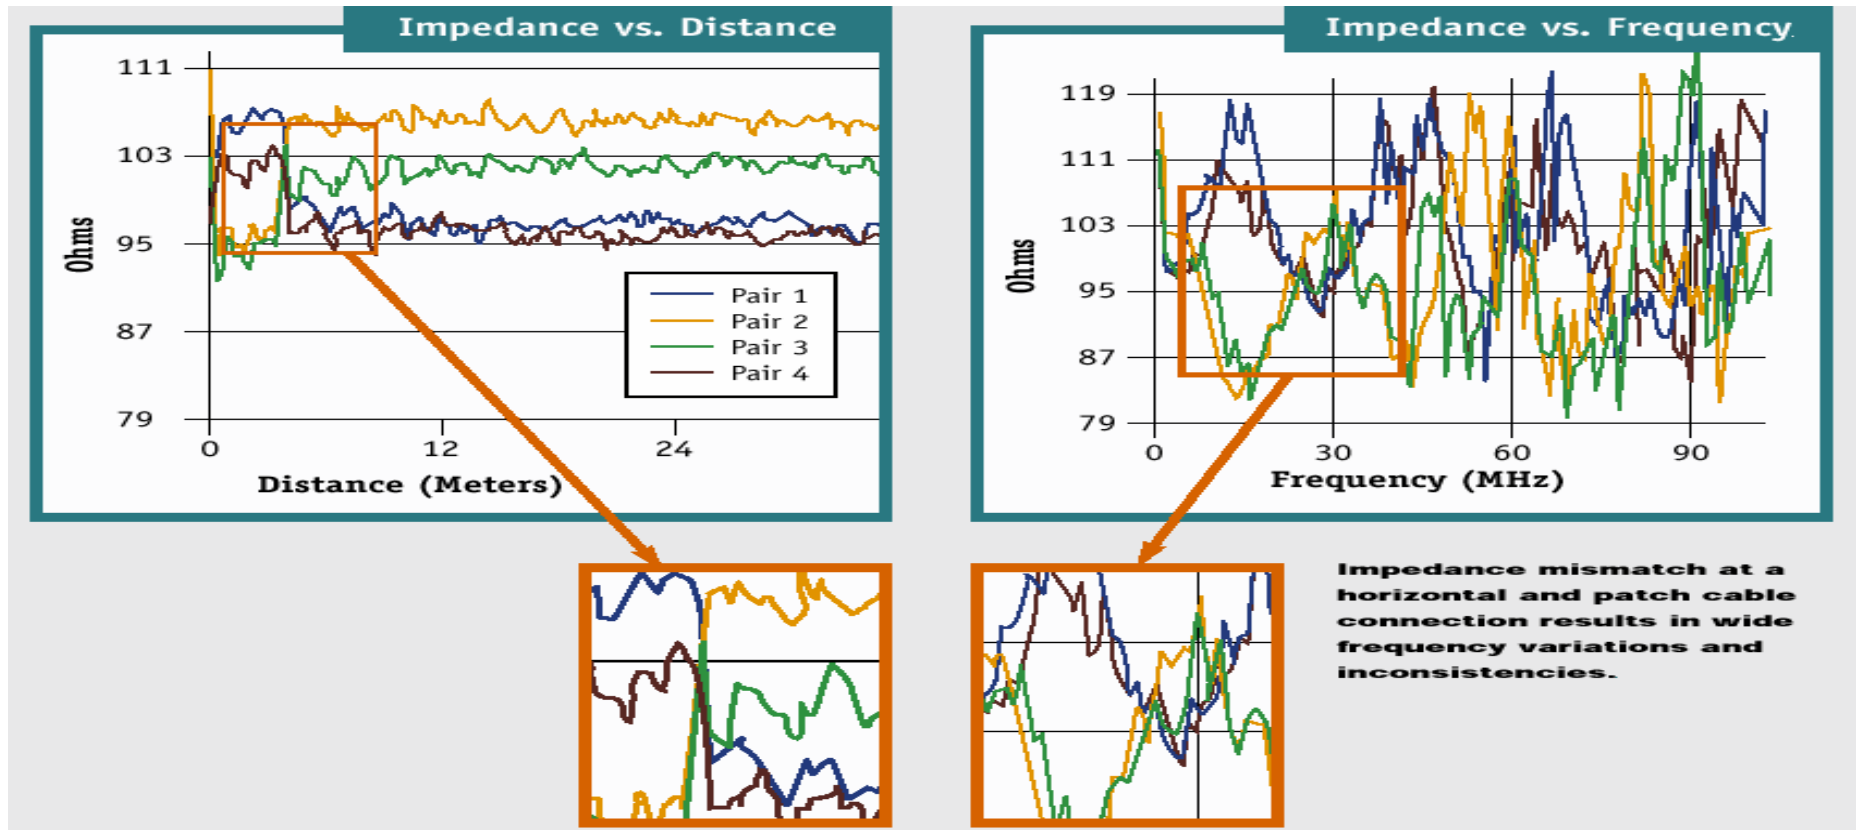 Impedance vs. Distance
111
103
95
87
79
Ohms
0
12
24
Distance (Meters)
Pair 1
Pair 2
Pair 3
Pair 4
Impedance vs. Frequency
119
111
103
95
87
79
Ohms
0
30
60
90
Frequency (MHz)
Impedance mismatch at a
horizontal and patch cable
connection results in wide
frequency variations and
inconsistencies.